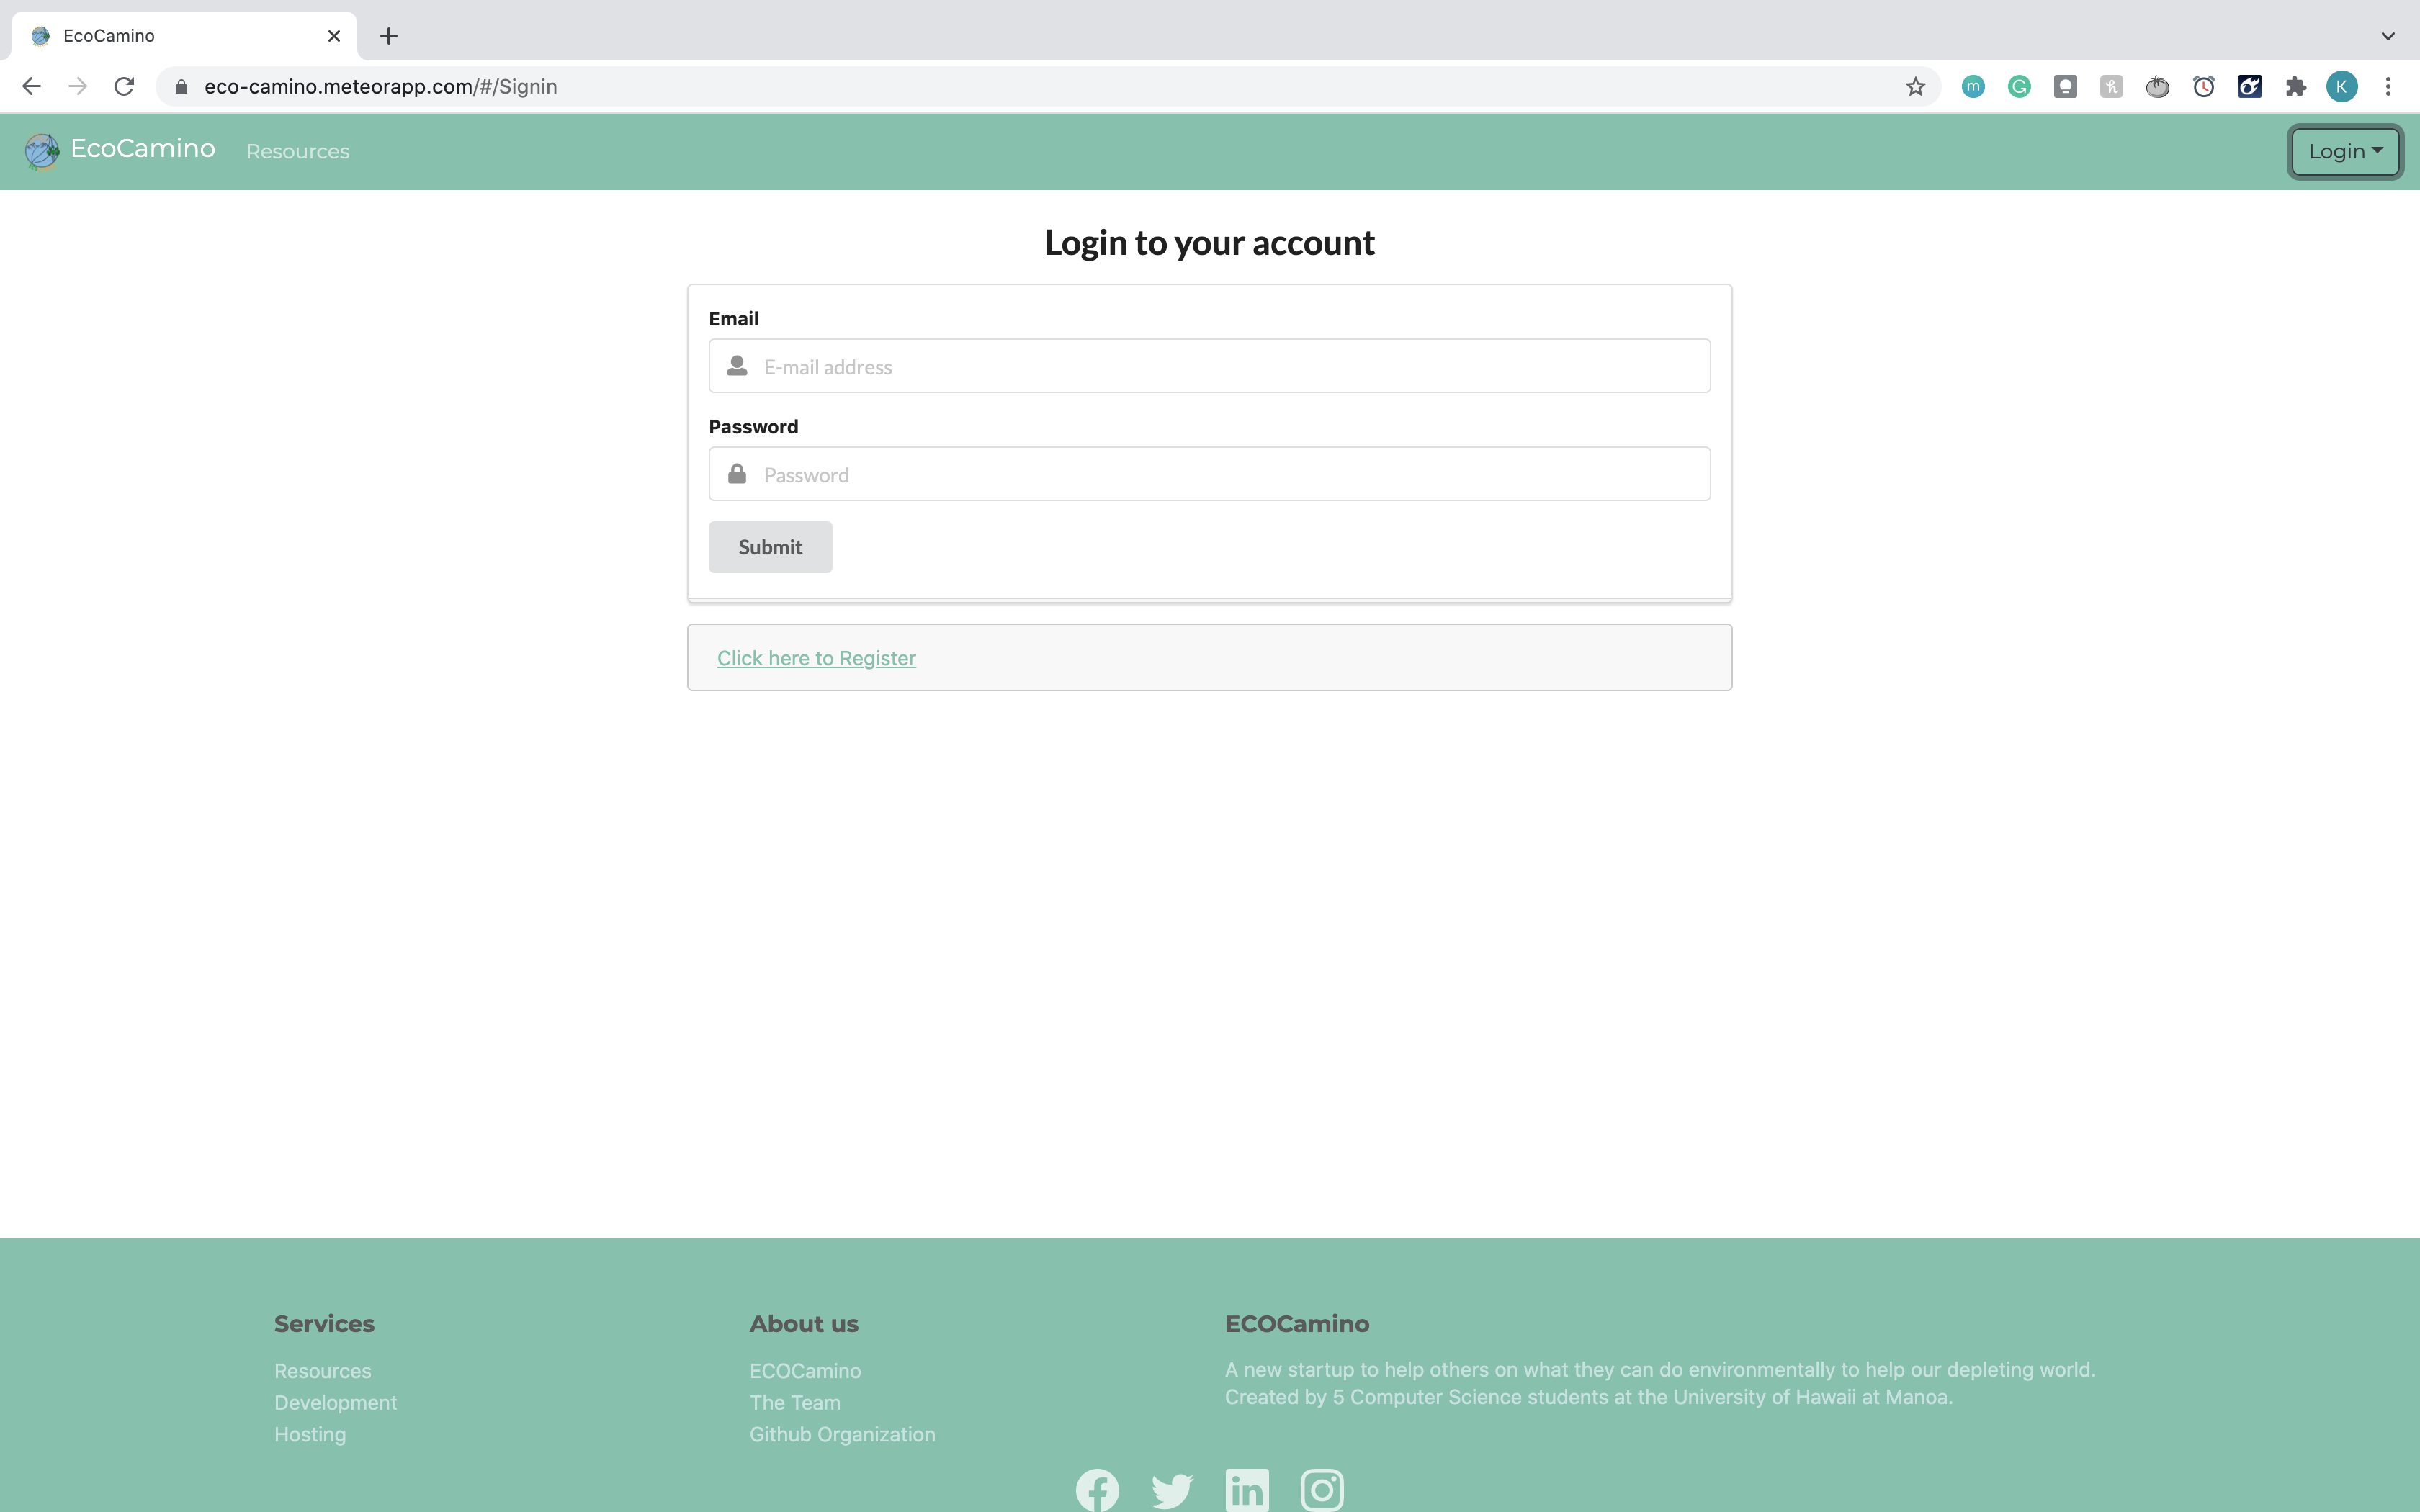 EcoCamino
eco-camino.meteorapp.com/#/Signin
m
G
h
K
EcoCamino
Resources
Login
Login to your account
Email
E-mail address
Password
Password
Submit
Click here to Register
Services
Resources
Development
Hosting
About us
ECOCamino
The Team
Github Organization
ECOCamino
A new startup to help others on what they can do environmentally to help our depleting world.
Created by 5 Computer Science students at the University of Hawaii at Manoa.
in